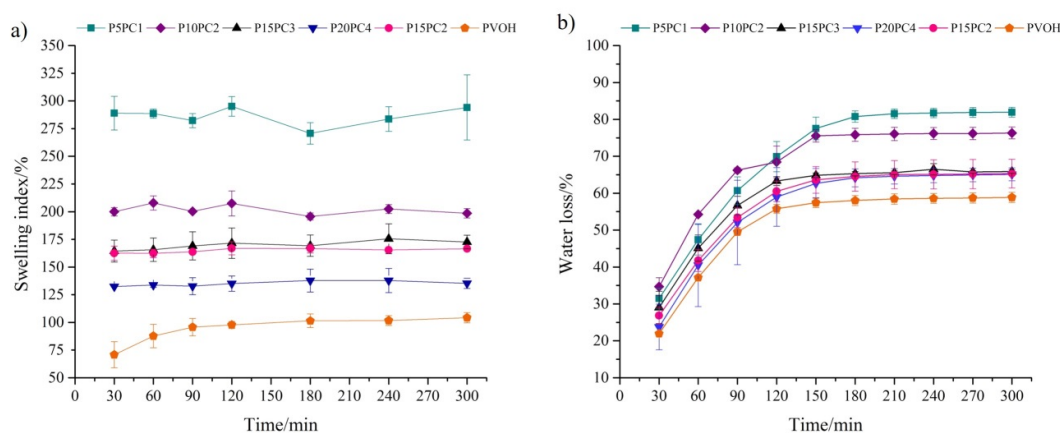 a)
P5PC1 P10PC2 P15PC3 P20PC4 P15PC2 PVOH
350
325
300
275
250
225
200
175
150
125
100
75
50
Swelling index/%
0 30 60 90 120 150 180 210 240 270 300
Time/min
b)
P5PC1 P10PC2 P15PC3 P20PC4 P15PC2 PVOH
100
90
80
70
60
50
40
30
20
10
Water loss/%
0 30 60 90 120 150 180 210 240 270 300
Time/min